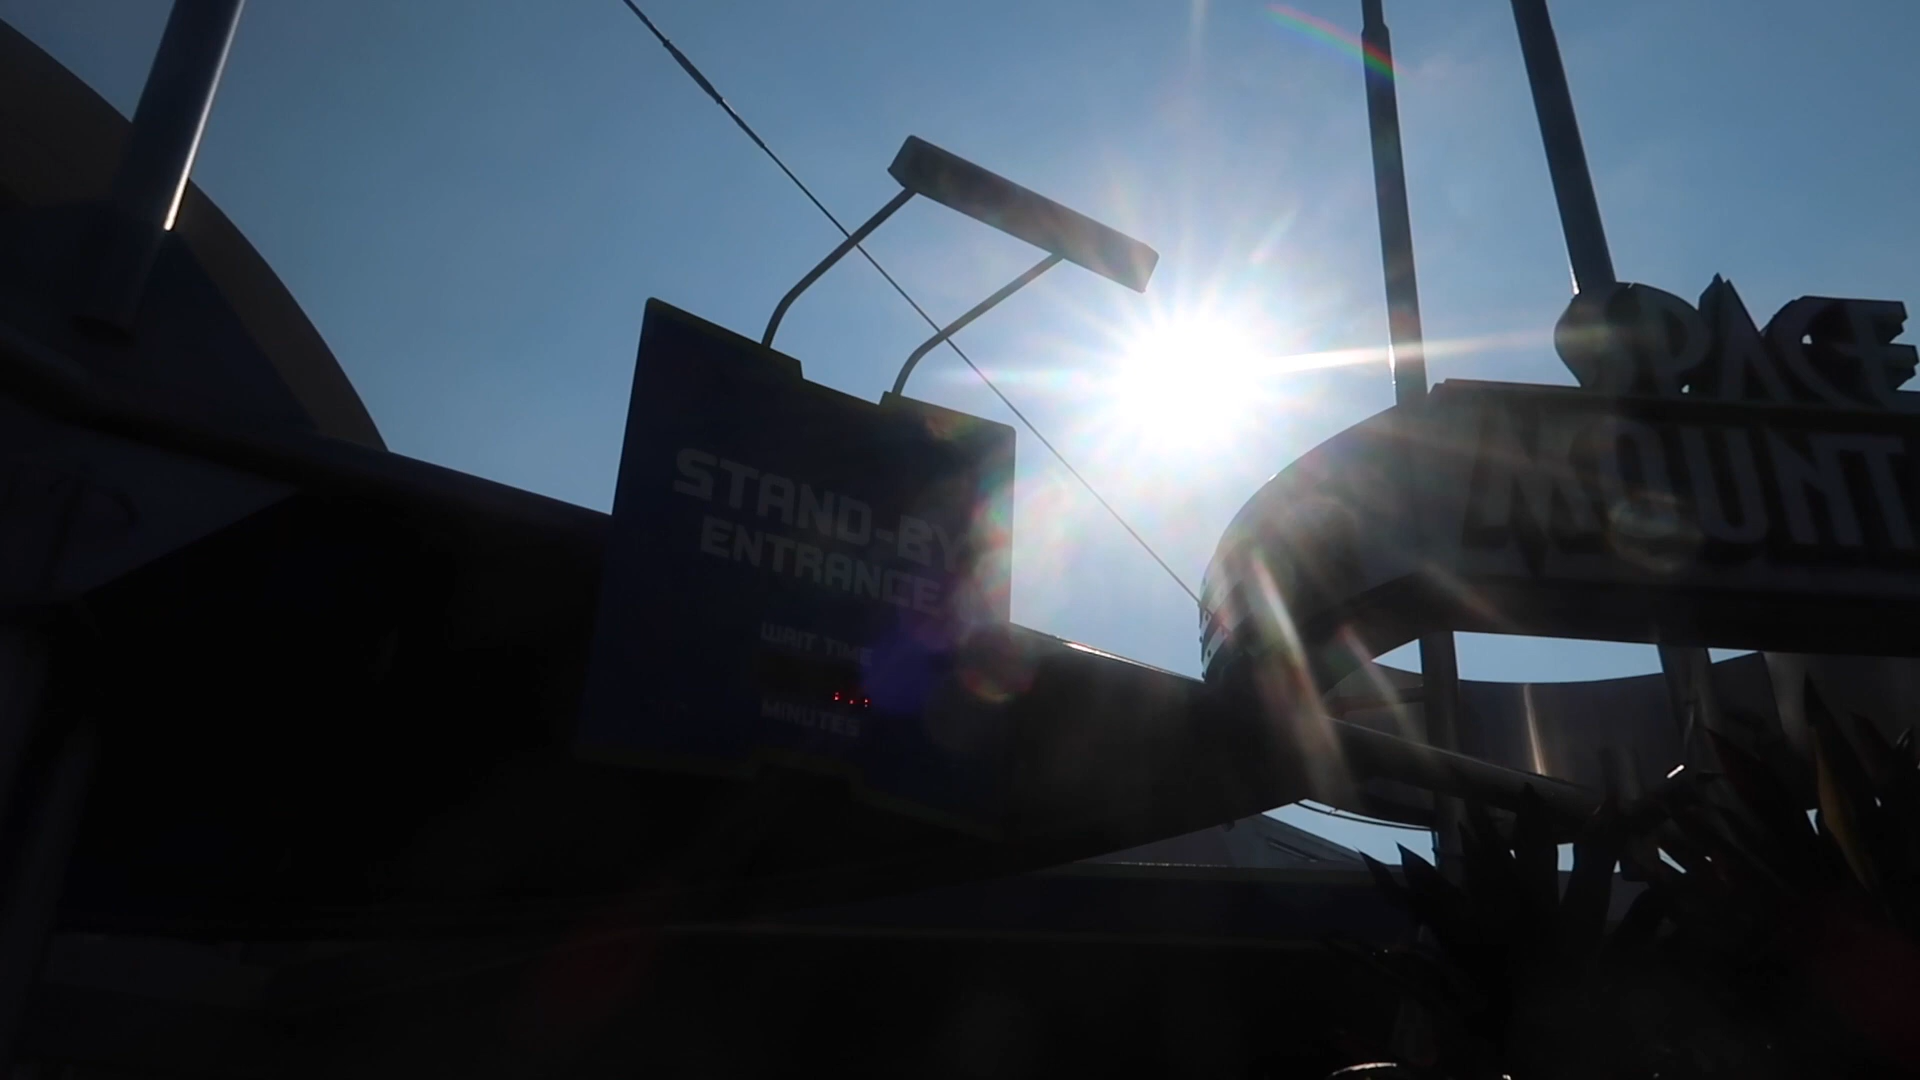 STAND-BY
ENTRANCE
WAIT TIME
MINUTES
SPACE
MOUNT